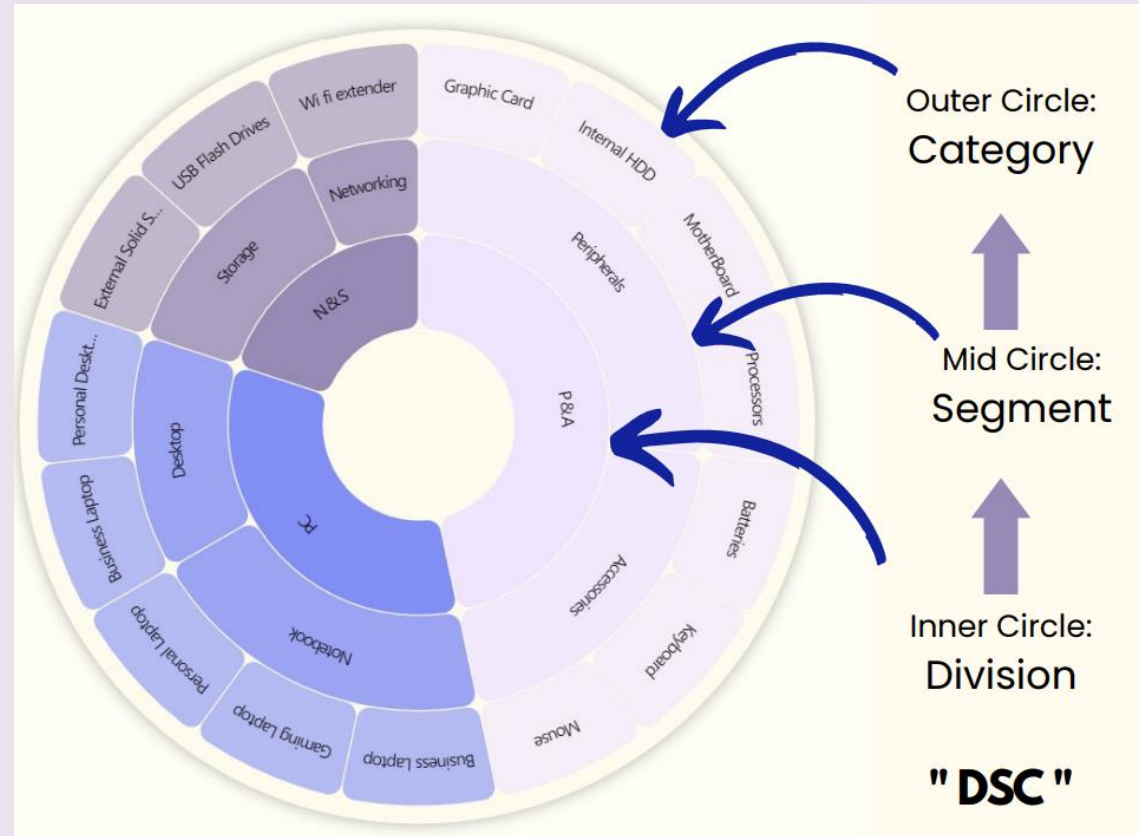 Wi fi extender
Graphic Card
Internal HDD
MotherBoard
Processors
Batteries
Keyboard
Mouse
Business Laptop
Gaming Laptop
Personal Laptop
Business Laptop
Personal Deskt...
External Solid S...
USB Flash Drives
Networking
Peripherals
Accessories
Notebook
Desktop
Storage
N & S
P & A
PC
Outer Circle:
Category
Mid Circle:
Segment
Inner Circle:
Division
" DSC "